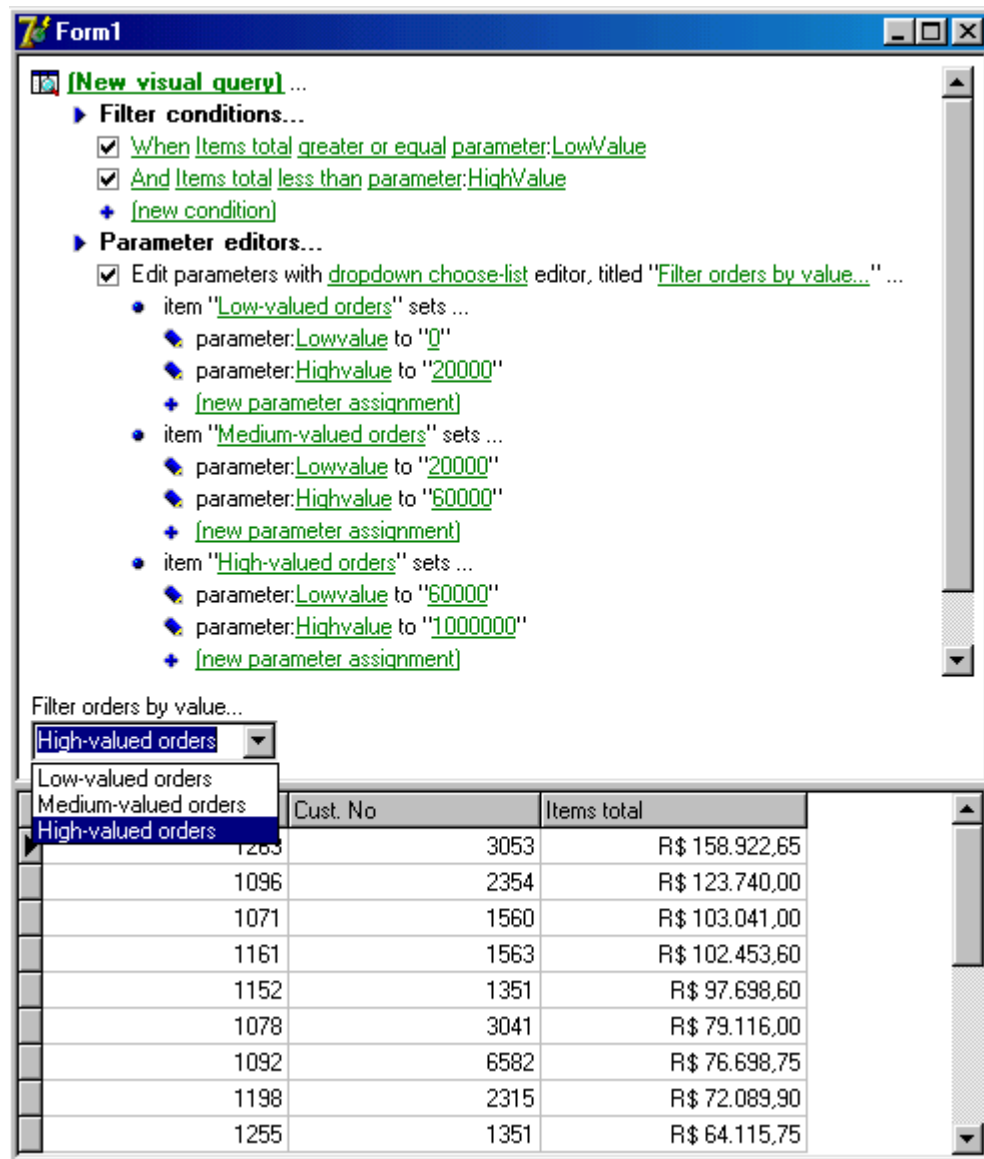 Form1
(New visual query) ...
Filter conditions...
When Items total greater or equal parameter:LowValue
And Items total less than parameter:HighValue
(new condition)
Parameter editors...
Edit parameters with dropdown choose-list editor, titled "Filter orders by value..." ...
item "Low-valued orders" sets ...
parameter:Lowvalue to "0"
parameter:Highvalue to "20000"
(new parameter assignment)
item "Medium-valued orders" sets ...
parameter:Lowvalue to "20000"
parameter:Highvalue to "60000"
(new parameter assignment)
item "High-valued orders" sets ...
parameter:Lowvalue to "60000"
parameter:Highvalue to "1000000"
(new parameter assignment)
Filter orders by value...
High-valued orders
Low-valued orders
Medium-valued orders
High-valued orders
Cust. No Items total
1263 3053 R$ 158.922,65
1096 2354 R$ 123.740,00
1071 1560 R$ 103.041,00
1161 1563 R$ 102.453,60
1152 1351 R$ 97.698,60
1078 3041 R$ 79.116,00
1092 6582 R$ 76.698,75
1198 2315 R$ 72.089,90
1255 1351 R$ 64.115,75